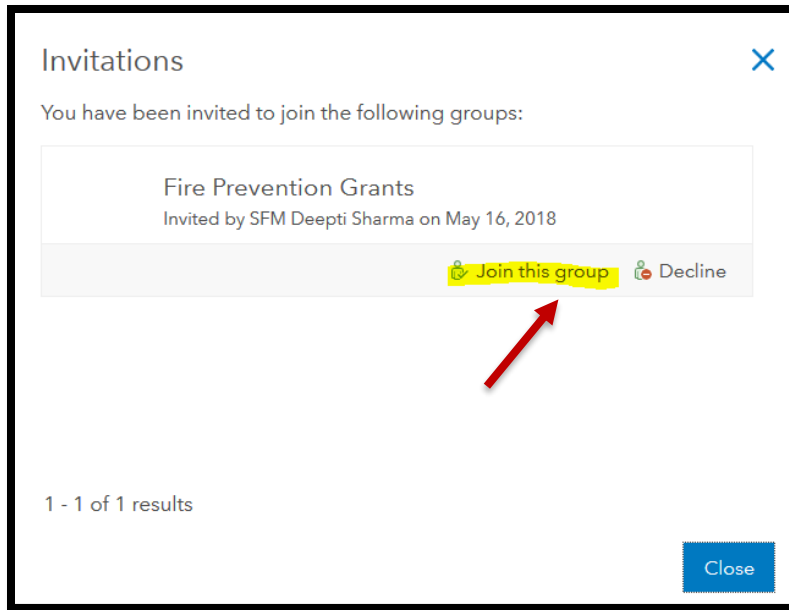 Invitations
You have been invited to join the following groups:
Fire Prevention Grants
Invited by SFM Deepti Sharma on May 16, 2018
Join this group Decline
1 - 1 of 1 results
Close